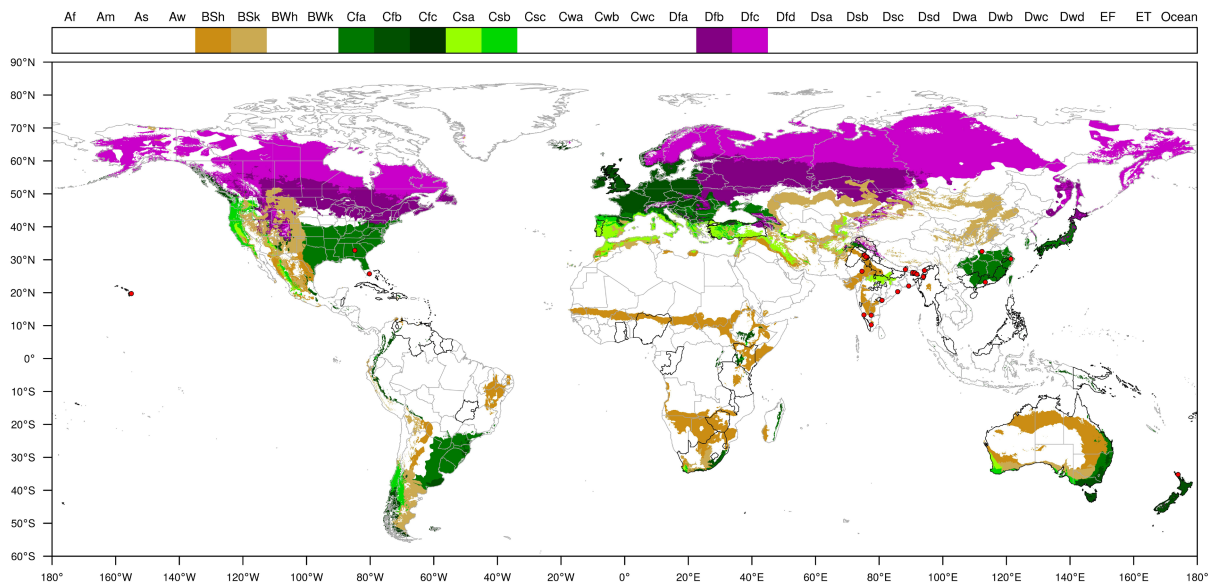 Af Am As Aw BSh BSk BWh BWk Cfa Cfb Cfc Csa Csb Csc Cwa Cwb Cwc Dfa Dfb Dfc Dfd Dsa Dsb Dsc Dsd Dwa Dwb Dwc Dwd EF ET Ocean
90°N
80°N
70°N
60°N
50°N
40°N
30°N
20°N
10°N
0°
10°S
20°S
30°S
40°S
50°S
60°S
180° 160°W 140°W 120°W 100°W 80°W 60°W 40°W 20°W 0° 20°E 40°E 60°E 80°E 100°E 120°E 140°E 160°E 180°